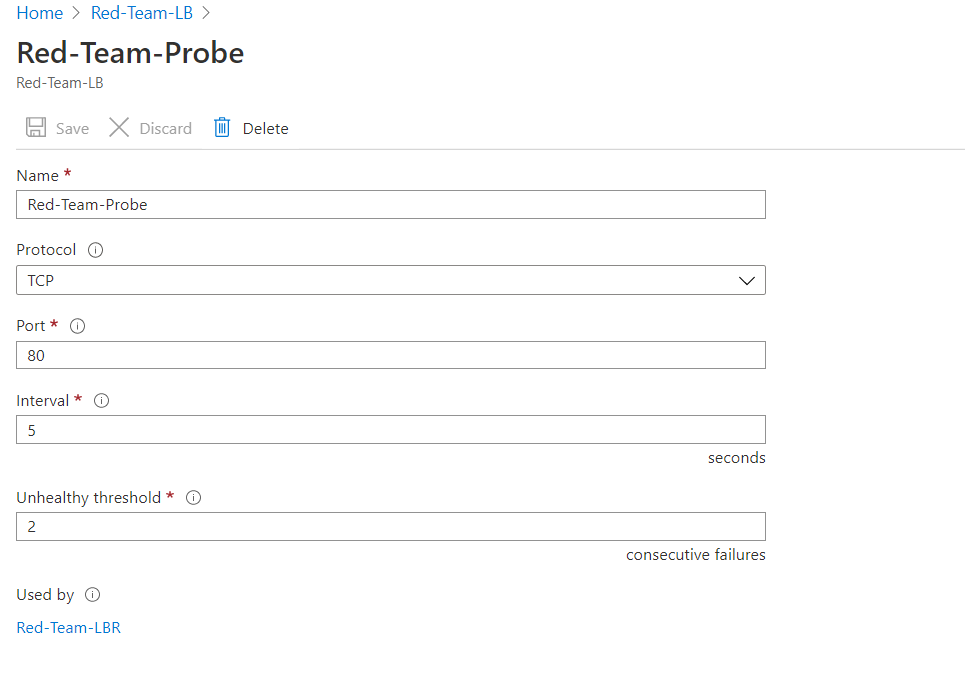 Home > Red-Team-LB >
Red-Team-Probe
Red-Team-LB
Save Discard Delete
Name *
Red-Team-Probe
Protocol
TCP
Port *
80
Interval *
5
seconds
Unhealthy threshold *
2
consecutive failures
Used by
Red-Team-LBR